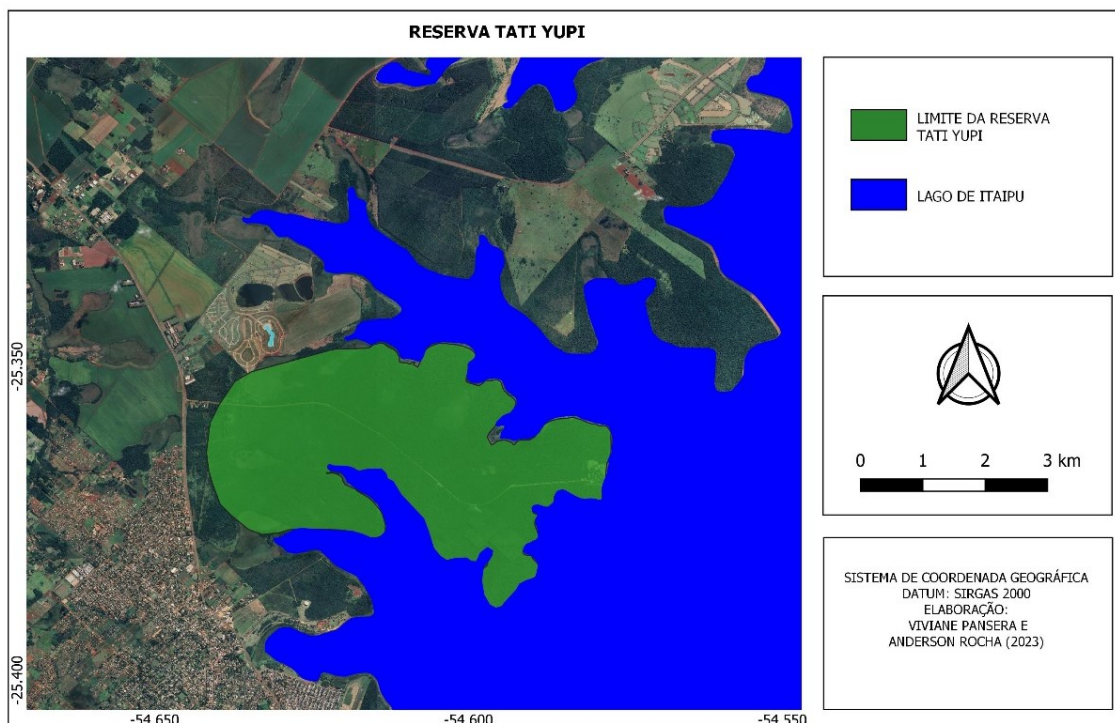 RESERVA TATI YUPI
LIMITE DA RESERVA
TATI YUPI
LAGO DE ITAIPU
-25.350
-25.400
-54.650
-54.600
-54.550
0 1 2 3 km
SISTEMA DE COORDENADA GEOGRÁFICA
DATUM: SIRGAS 2000
ELABORAÇÃO:
VIVIANE PANSERA E
ANDERSON ROCHA (2023)